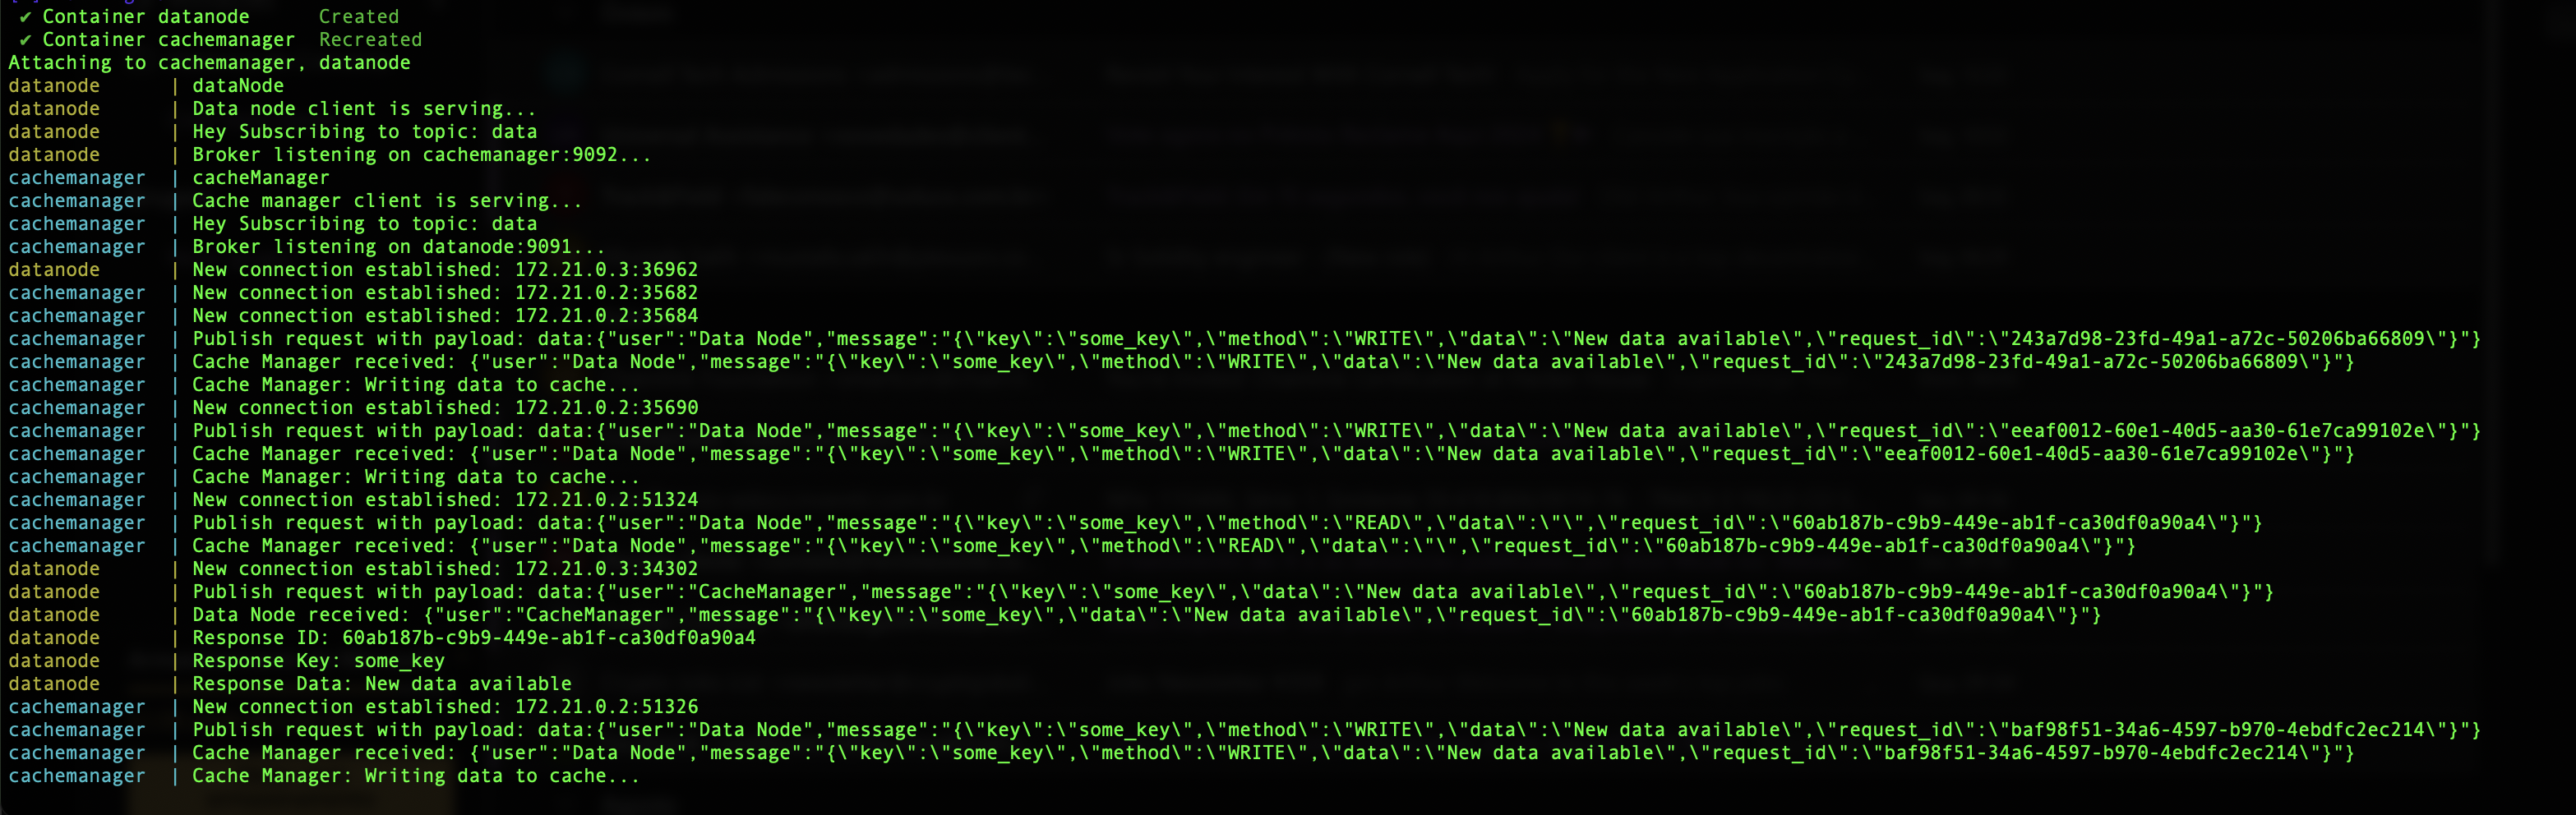 ✔ Container datanode Created
✔ Container cachemanager Recreated
Attaching to cachemanager, datanode
datanode | dataNode
datanode | Data node client is serving...
datanode | Hey Subscribing to topic: data
datanode | Broker listening on cachemanager:9092...
cachemanager | cacheManager
cachemanager | Cache manager client is serving...
cachemanager | Hey Subscribing to topic: data
cachemanager | Broker listening on datanode:9091...
datanode | New connection established: 172.21.0.3:36962
cachemanager | New connection established: 172.21.0.2:35682
cachemanager | New connection established: 172.21.0.2:35684
cachemanager | Publish request with payload: data:{"user":"Data Node","message":"{\"key\":\"some_key\",\"method\":\"WRITE\",\"data\":\"New data available\",\"request_id\":\"243a7d98-23fd-49a1-a72c-50206ba66809\"}"}
cachemanager | Cache Manager received: {"user":"Data Node","message":"{\"key\":\"some_key\",\"method\":\"WRITE\",\"data\":\"New data available\",\"request_id\":\"243a7d98-23fd-49a1-a72c-50206ba66809\"}"}
cachemanager | Cache Manager: Writing data to cache...
cachemanager | New connection established: 172.21.0.2:35690
cachemanager | Publish request with payload: data:{"user":"Data Node","message":"{\"key\":\"some_key\",\"method\":\"WRITE\",\"data\":\"New data available\",\"request_id\":\"eeaf0012-60e1-40d5-aa30-61e7ca99102e\"}"}
cachemanager | Cache Manager received: {"user":"Data Node","message":"{\"key\":\"some_key\",\"method\":\"WRITE\",\"data\":\"New data available\",\"request_id\":\"eeaf0012-60e1-40d5-aa30-61e7ca99102e\"}"}
cachemanager | Cache Manager: Writing data to cache...
cachemanager | New connection established: 172.21.0.2:51324
cachemanager | Publish request with payload: data:{"user":"Data Node","message":"{\"key\":\"some_key\",\"method\":\"READ\",\"data\":\"\",\"request_id\":\"60ab187b-c9b9-449e-ab1f-ca30df0a90a4\"}"}
cachemanager | Cache Manager received: {"user":"Data Node","message":"{\"key\":\"some_key\",\"method\":\"READ\",\"data\":\"\",\"request_id\":\"60ab187b-c9b9-449e-ab1f-ca30df0a90a4\"}"}
datanode | New connection established: 172.21.0.3:34302
datanode | Publish request with payload: data:{"user":"CacheManager","message":"{\"key\":\"some_key\",\"data\":\"New data available\",\"request_id\":\"60ab187b-c9b9-449e-ab1f-ca30df0a90a4\"}"}
datanode | Data Node received: {"user":"CacheManager","message":"{\"key\":\"some_key\",\"data\":\"New data available\",\"request_id\":\"60ab187b-c9b9-449e-ab1f-ca30df0a90a4\"}"}
datanode | Response ID: 60ab187b-c9b9-449e-ab1f-ca30df0a90a4
datanode | Response Key: some_key
datanode | Response Data: New data available
cachemanager | New connection established: 172.21.0.2:51326
cachemanager | Publish request with payload: data:{"user":"Data Node","message":"{\"key\":\"some_key\",\"method\":\"WRITE\",\"data\":\"New data available\",\"request_id\":\"baf98f51-34a6-4597-b970-4ebdfc2ec214\"}"}
cachemanager | Cache Manager received: {"user":"Data Node","message":"{\"key\":\"some_key\",\"method\":\"WRITE\",\"data\":\"New data available\",\"request_id\":\"baf98f51-34a6-4597-b970-4ebdfc2ec214\"}"}
cachemanager | Cache Manager: Writing data to cache...